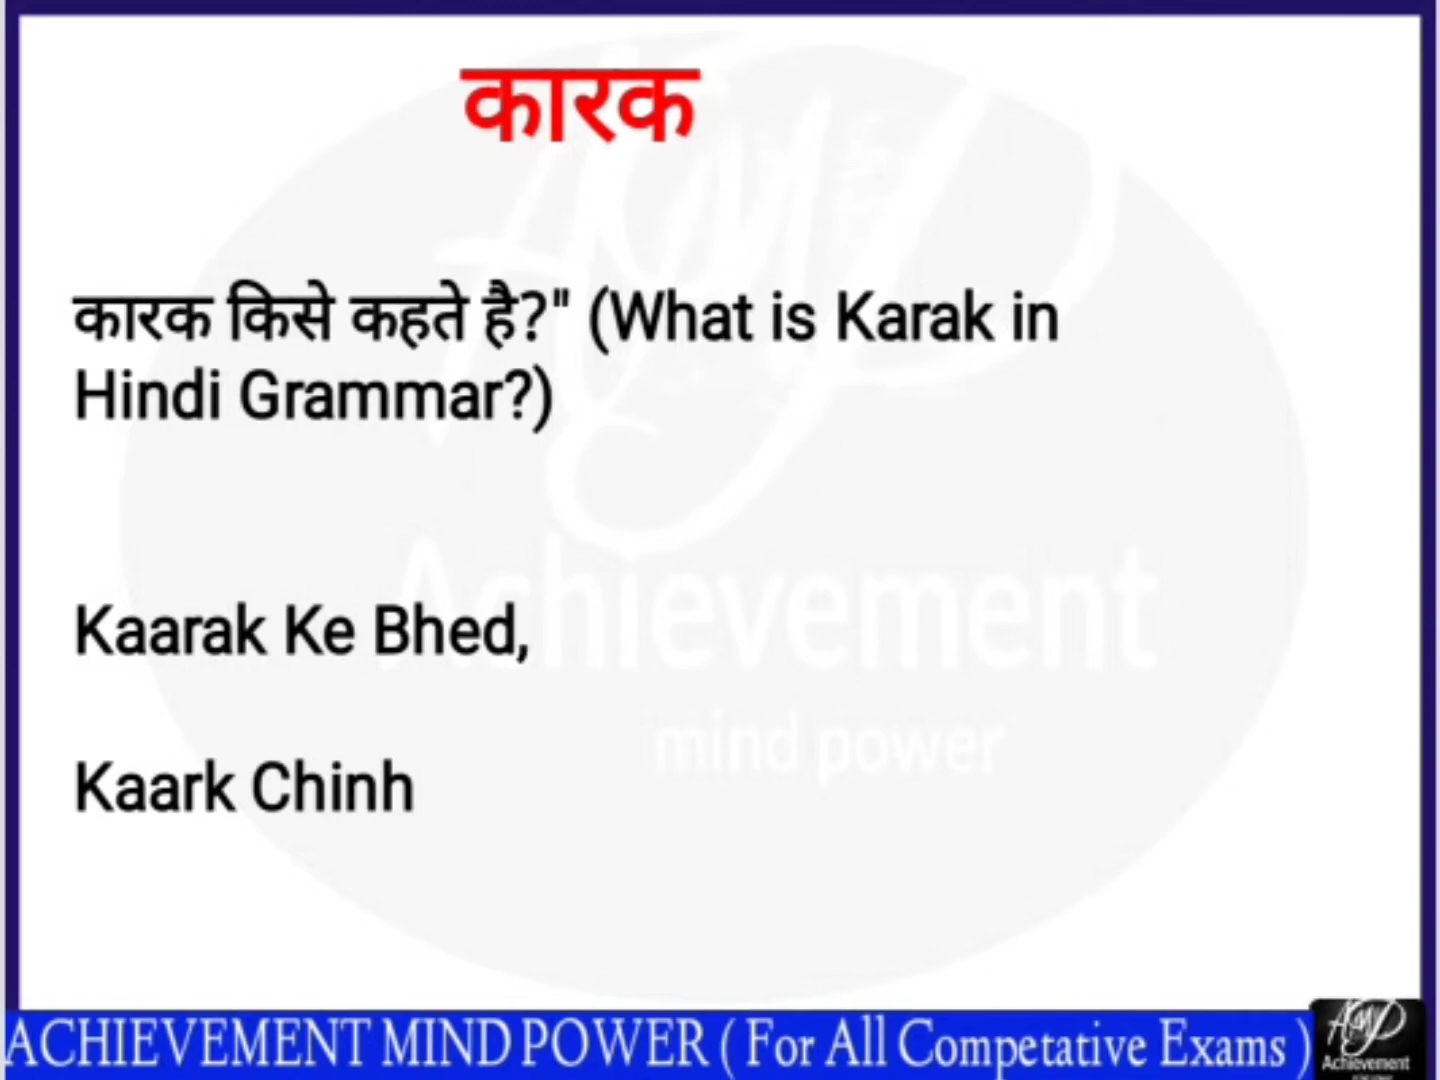 कारक
कारक किसे कहते है?" (What is Karak in
Hindi Grammar?)
Kaarak Ke Bhed,
Kaark Chinh
Achievement
mind power
ACHIEVEMENT MIND POWER ( For All Competative Exams )
Achievement